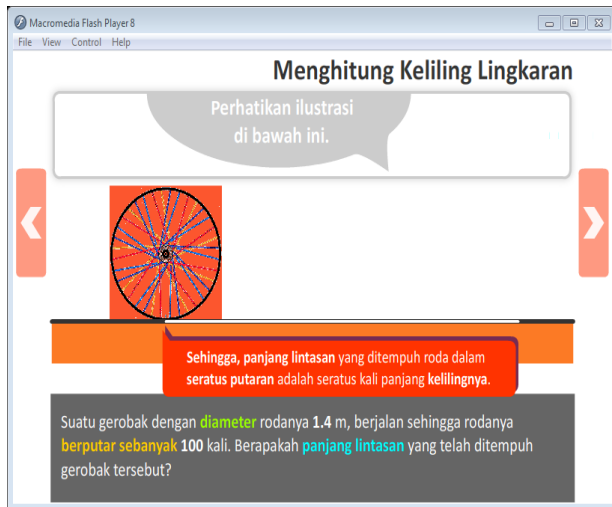 Macromedia Flash Player 8
File View Control Help
Menghitung Keliling Lingkaran
Perhatikan ilustrasi
di bawah ini.
Sehingga, panjang lintasan yang ditempuh roda dalam
seratus putaran adalah seratus kali panjang kelilingnya.
Suatu gerobak dengan diameter rodanya 1.4 m, berjalan sehingga rodanya
berputar sebanyak 100 kali. Berapakah panjang lintasan yang telah ditempuh
gerobak tersebut?